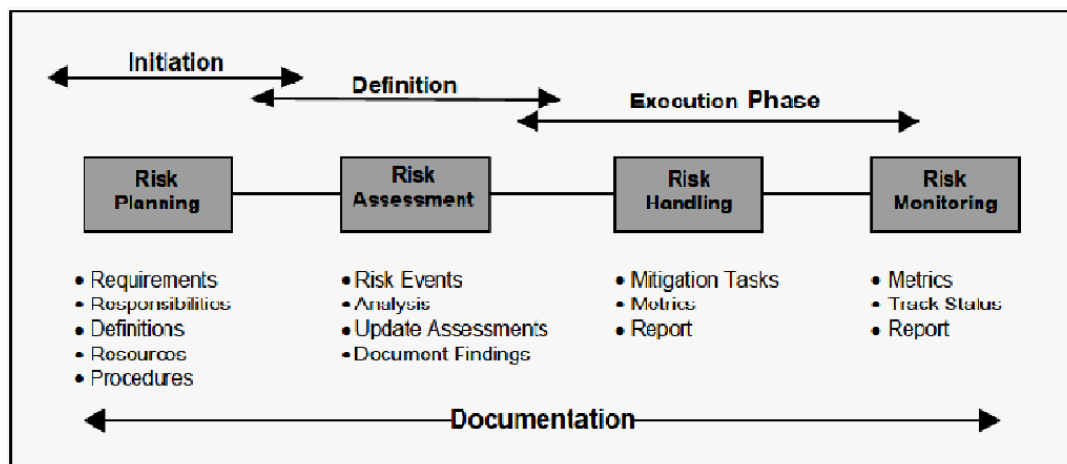 Initiation
Definition
Execution Phase
Risk
Planning
Risk
Assessment
Risk
Handling
Risk
Monitoring
• Requirements
• Responsibilities
• Definitions
• Resources
• Procedures
• Risk Events
• Analysis
• Update Assessments
• Document Findings
• Mitigation Tasks
• Metrics
• Report
• Metrics
• Track Status
• Report
Documentation